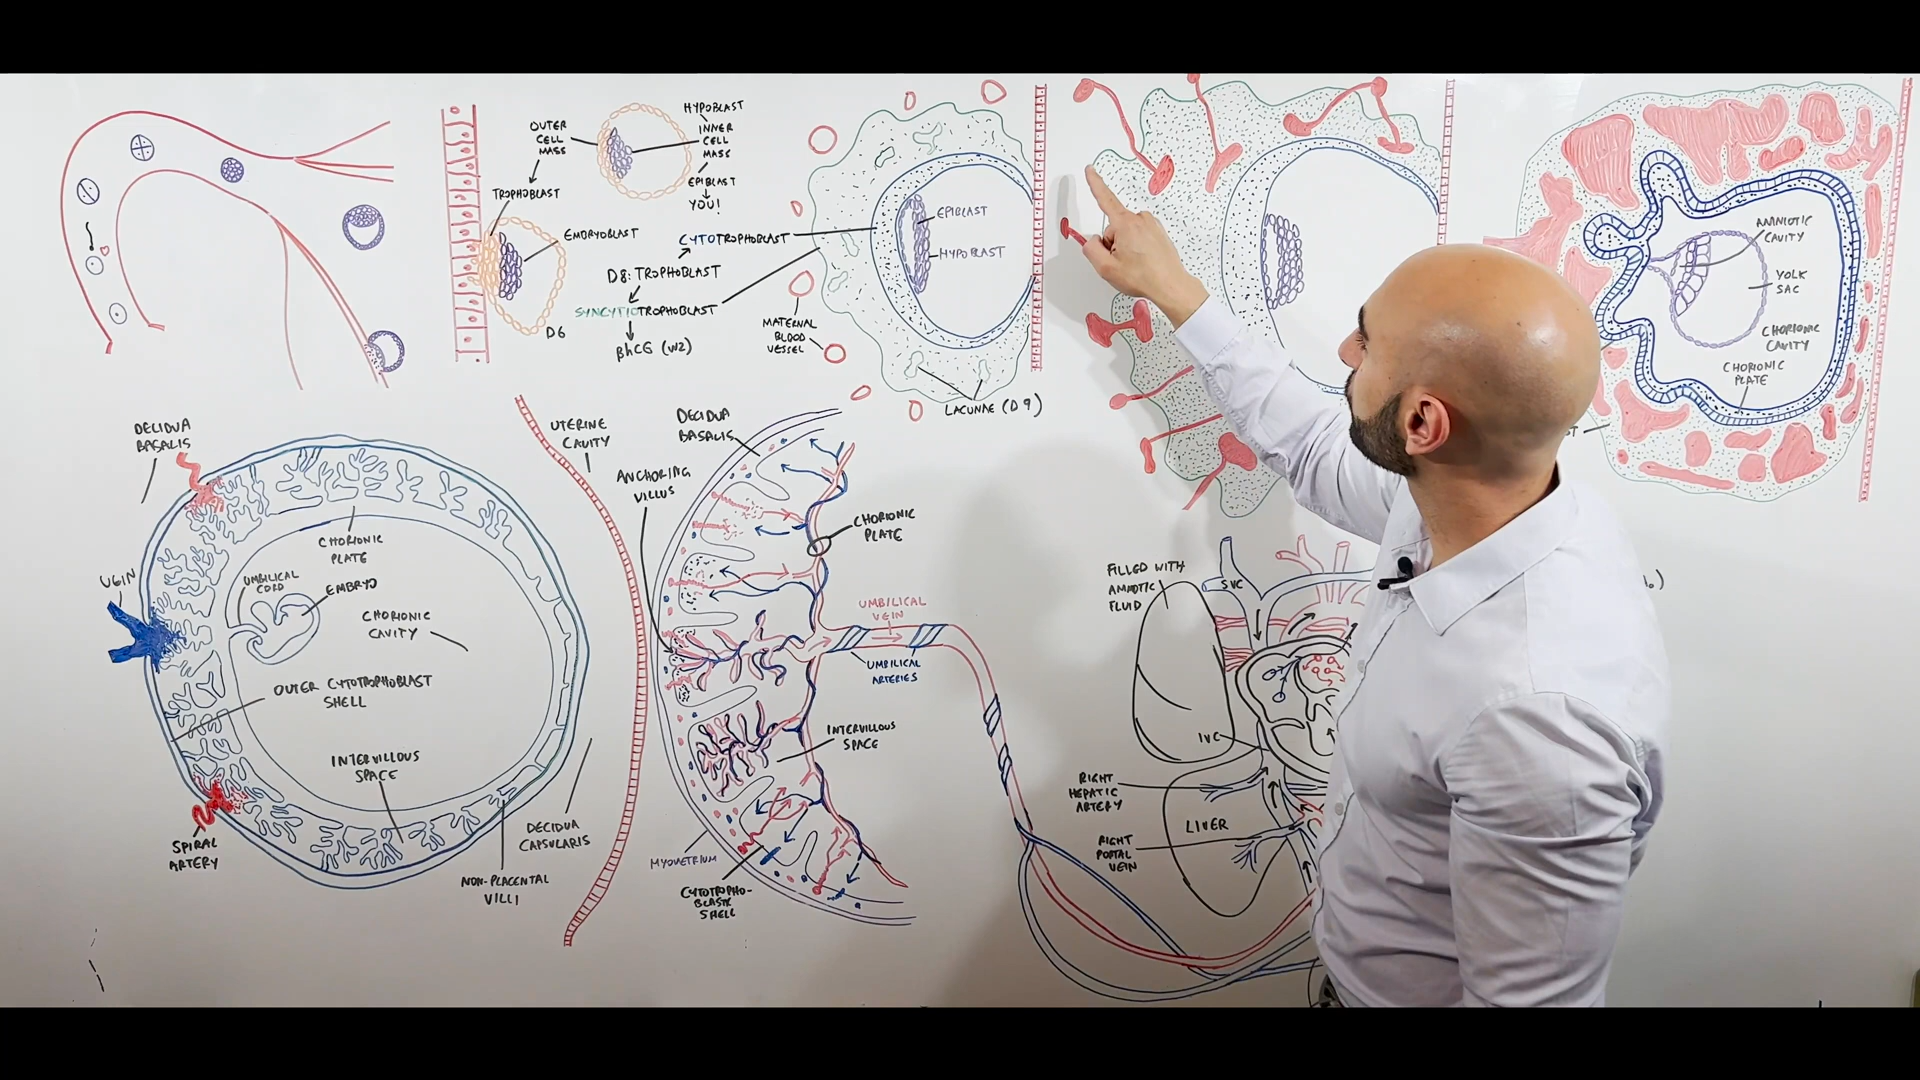 HYPOBLAST
OUTER
CELL
MASS
INNER
CELL
MASS
TROPHOBLAST
EPIBLAST
YOU!
EMBRYOBLAST
D6
CYTOTROPHOBLAST
D8: TROPHOBLAST
SYNCYTIOTROPHOBLAST
βhCG (W2)
EPIBLAST
HYPOBLAST
MATERNAL
BLOOD
VESSEL
LACUNAE (D9)
AMNIOTIC
CAVITY
YOLK
SAC
CHORIONIC
CAVITY
CHORIONIC
PLATE
DECIDUA
BASALIS
VEIN
CHORIONIC
PLATE
UMBILICAL
CORD
EMBRYO
CHORIONIC
CAVITY
OUTER CYTOTROPHOBLAST
SHELL
INTERVILLOUS
SPACE
SPIRAL
ARTERY
NON-PLACENTAL
VILLI
DECIDUA
CAPSULARIS
UTERINE
CAVITY
DECIDUA
BASALIS
ANCHORING
VILLUS
CHORIONIC
PLATE
UMBILICAL
VEIN
UMBILICAL
ARTERIES
INTERVILLOUS
SPACE
MYOMETRIUM
CYTOTROPHO-
BLAST
SHELL
FILLED WITH
AMNIOTIC
FLUID
SVC
IVC
RIGHT
HEPATIC
ARTERY
LIVER
RIGHT
PORTAL
VEIN